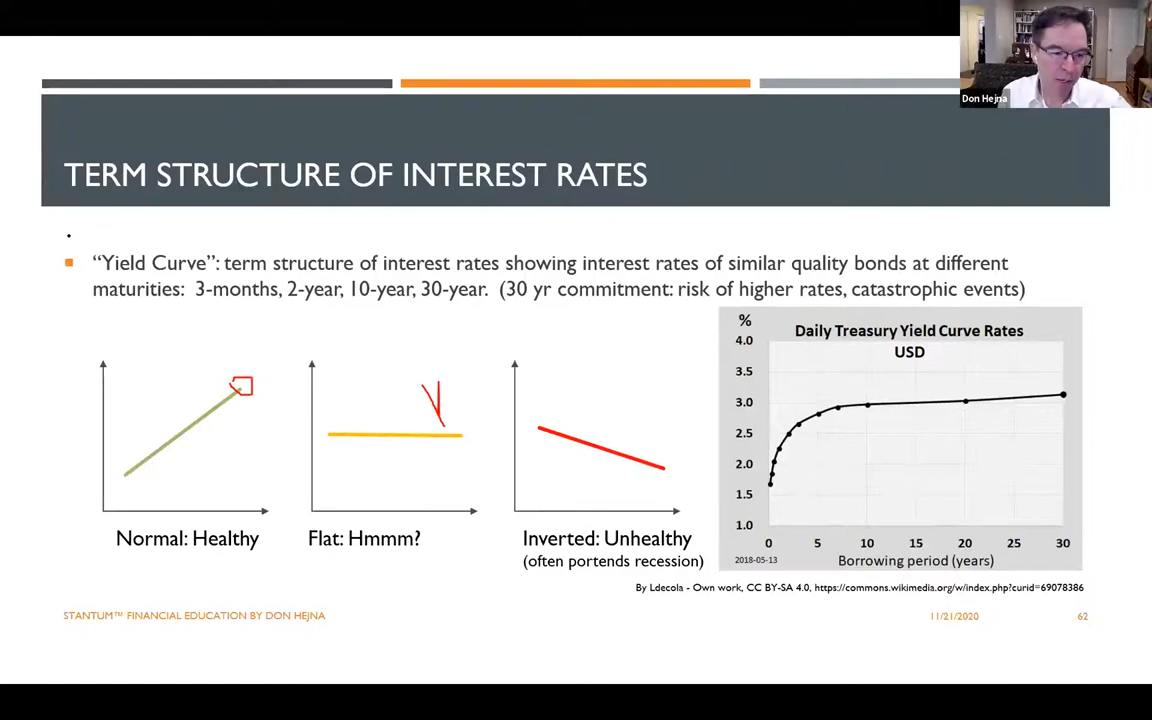 Don Hejna
TERM STRUCTURE OF INTEREST RATES
“Yield Curve”: term structure of interest rates showing interest rates of similar quality bonds at different
maturities: 3-months, 2-year, 10-year, 30-year. (30 yr commitment: risk of higher rates, catastrophic events)
%
Daily Treasury Yield Curve Rates
USD
4.0
3.5
3.0
2.5
2.0
1.5
1.0
0 5 10 15 20 25 30
2018-05-13
Borrowing period (years)
Normal: Healthy
Flat: Hmmm?
Inverted: Unhealthy
(often portends recession)
By Ldecola - Own work, CC BY-SA 4.0, https://commons.wikimedia.org/w/index.php?curid=69078386
STANTUM™ FINANCIAL EDUCATION BY DON HEJNA
11/21/2020
62